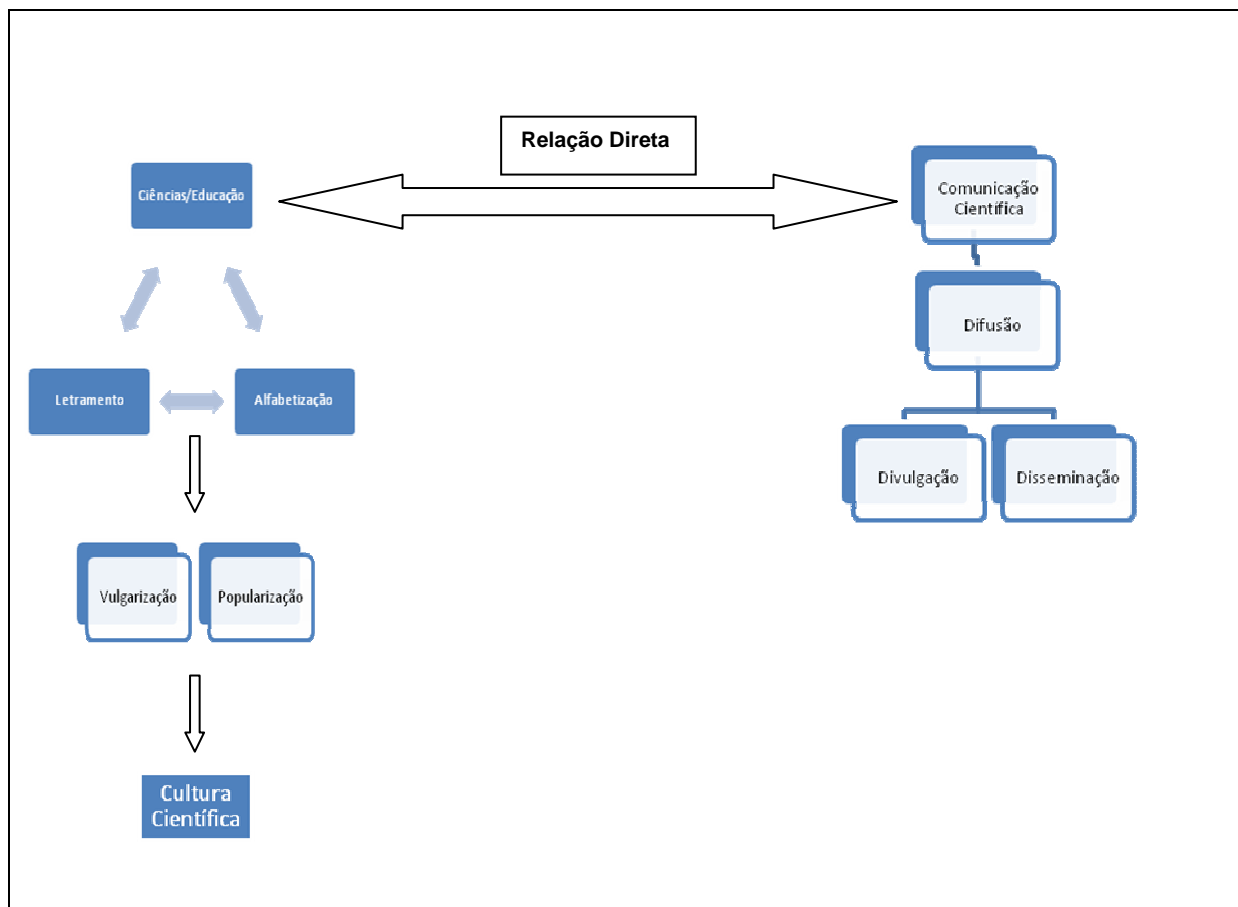 Relação Direta
Ciências/Educação
Comunicação
Científica
Difusão
Letramento
Alfabetização
Divulgação
Disseminação
Vulgarização
Popularização
Cultura
Científica